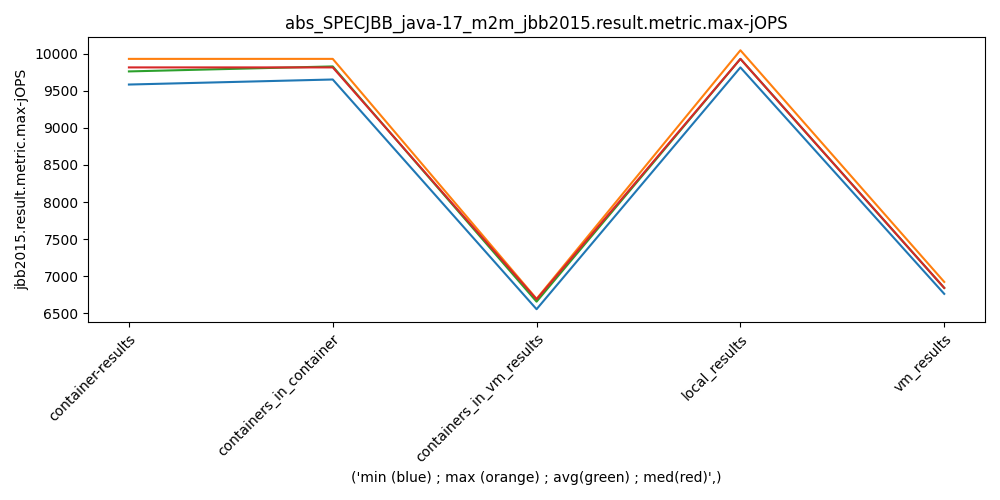 abs_SPECJBB_java-17_m2m_jbb2015.result.metric.max-jOPS
jbb2015.result.metric.max-jOPS
10000
9500
9000
8500
8000
7500
7000
6500
container-results
containers_in_container
containers_in_vm_results
local_results
vm_results
('min (blue) ; max (orange) ; avg(green) ; med(red)',)